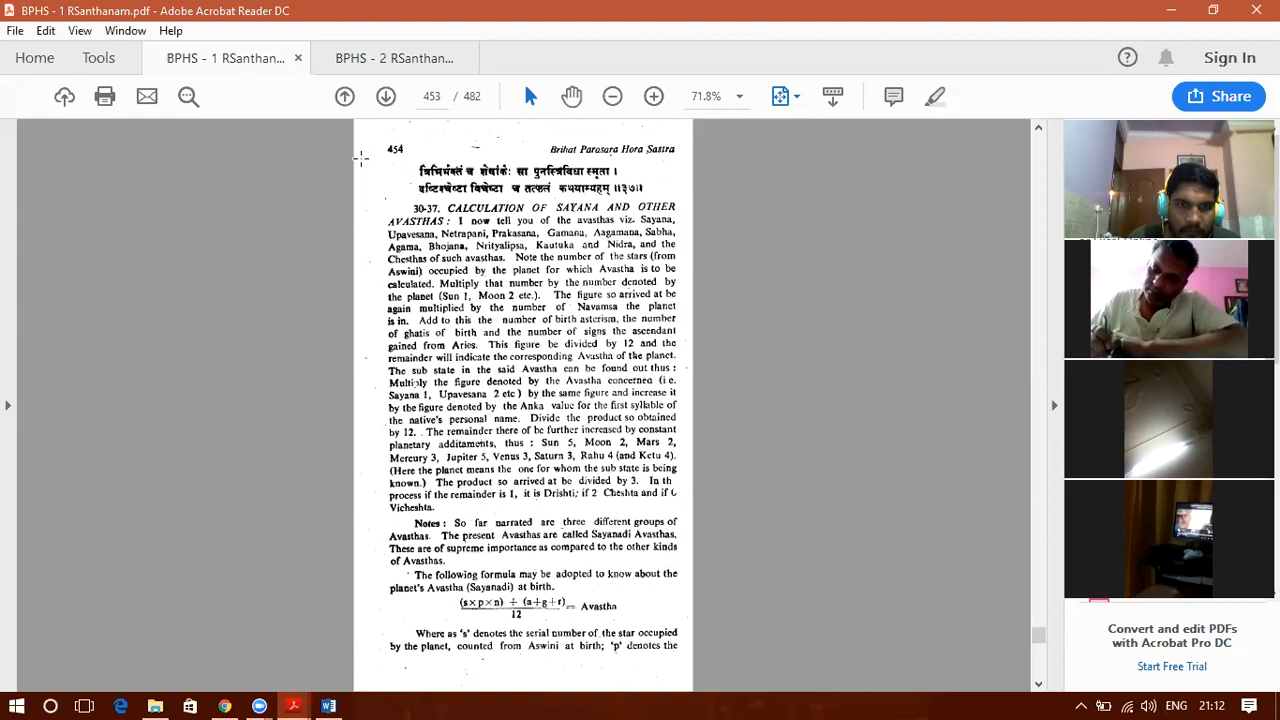 BPHS - 1 RSanthanam.pdf - Adobe Acrobat Reader DC
File Edit View Window Help
Home Tools BPHS - 1 RSanthan... × BPHS - 2 RSanthan... Sign In
453 / 482 71.8% Share
454 Brihat Parasara Hora Sastra
त्रिभिर्भक्तं च शेषांकैः सा पुनस्त्रिविधा स्मृता ।
दृष्टिश्चेष्टा विचेष्टा च तत्फलं कथयाम्यहम् ॥३७॥
30-37. CALCULATION OF SAYANA AND OTHER
AVASTHAS : I now tell you of the avasthas viz. Sayana,
Upavesana, Netrapani, Prakasana, Gamana, Aagamana, Sabha,
Agama, Bhojana, Nrityalipsa, Kautuka and Nidra, and the
Chesthas of such avasthas. Note the number of the stars (from
Aswini) occupied by the planet for which Avastha is to be
calculated. Multiply that number by the number denoted by
the planet (Sun 1, Moon 2 etc.). The figure so arrived at be
again multiplied by the number of Navamsa the planet
is in. Add to this the number of birth asterism, the number
of ghatis of birth and the number of signs the ascendant
gained from Aries. This figure be divided by 12 and the
remainder will indicate the corresponding Avastha of the planet.
The sub state in the said Avastha can be found out thus :
Multiply the figure denoted by the Avastha concerned (i e.
Sayana 1, Upavesana 2 etc ) by the same figure and increase it
by the figure denoted by the Anka value for the first syllable of
the native's personal name. Divide the product so obtained
by 12. The remainder there of be further increased by constant
planetary additaments, thus : Sun 5, Moon 2, Mars 2,
Mercury 3, Jupiter 5, Venus 3, Saturn 3, Rahu 4 (and Ketu 4).
(Here the planet means the one for whom the sub state is being
known.) The product so arrived at be divided by 3. In th
process if the remainder is 1, it is Drishti; if 2 Cheshta and if
Vicheshta.
Notes : So far narrated are three different groups of
Avasthas. The present Avasthas are called Sayanadi Avasthas.
These are of supreme importance as compared to the other kinds
of Avasthas.
The following formula may be adopted to know about the
planet's Avastha (Sayanadi) at birth.
(s×p×n) + (a+g+r) = Avastha
12
Where as 's' denotes the serial number of the star occupied
by the planet, counted from Aswini at birth; 'p' denotes the
Convert and edit PDFs
with Acrobat Pro DC
Start Free Trial
ENG 21:12